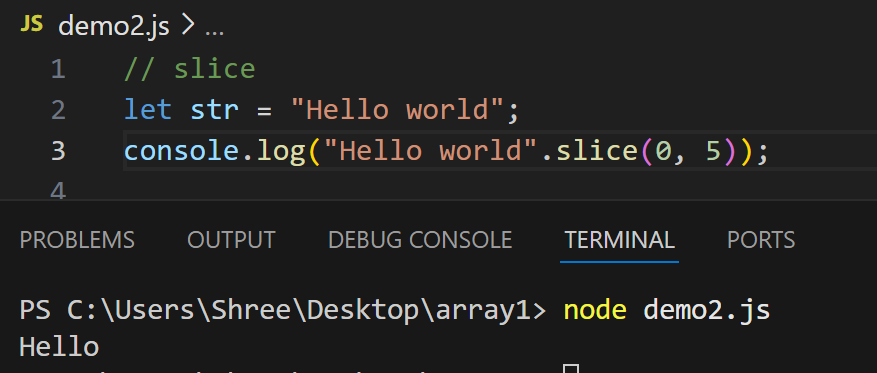 JS demo2.js > ...
1 // slice
2 let str = "Hello world";
3 console.log("Hello world".slice(0, 5));
4
PROBLEMS OUTPUT DEBUG CONSOLE TERMINAL PORTS
PS C:\Users\Shree\Desktop\array1> node demo2.js
Hello